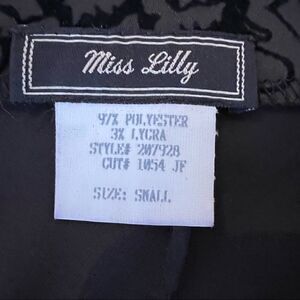 Miss Lilly
97% POLYESTER
3% LYCRA
STYLE# 207928
CUT# 1054 JF
SIZE: SMALL